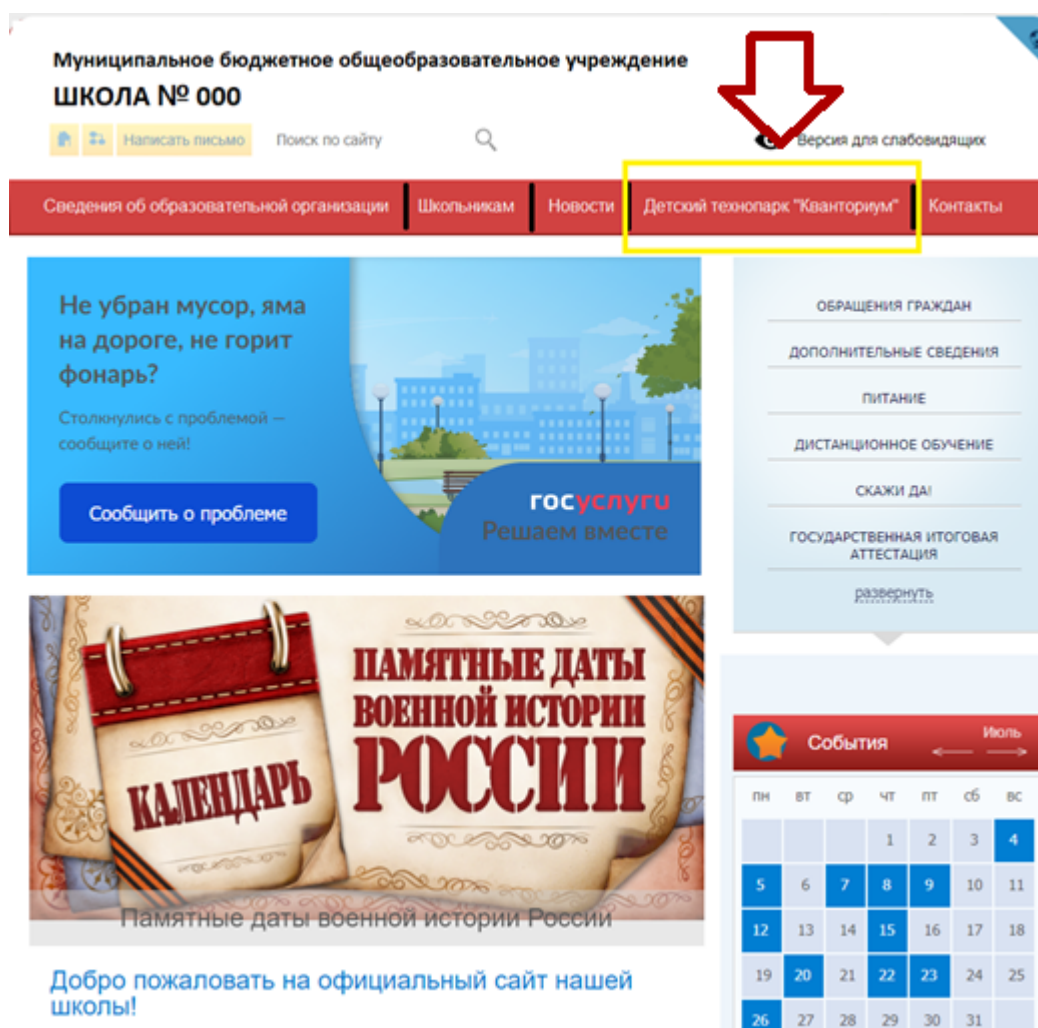 Муниципальное бюджетное общеобразовательное учреждение
ШКОЛА № 000
Написать письмо
Поиск по сайту
Версия для слабовидящих
Сведения об образовательной организации
Школьникам
Новости
Детский технопарк "Кванториум"
Контакты
Не убран мусор, яма
на дороге, не горит
фонарь?
Столкнулись с проблемой —
сообщите о ней!
Сообщить о проблеме
госуслуги
Решаем вместе
ОБРАЩЕНИЯ ГРАЖДАН
ДОПОЛНИТЕЛЬНЫЕ СВЕДЕНИЯ
ПИТАНИЕ
ДИСТАНЦИОННОЕ ОБУЧЕНИЕ
СКАЖИ ДА!
ГОСУДАРСТВЕННАЯ ИТОГОВАЯ
АТТЕСТАЦИЯ
развернуть
КАЛЕНДАРЬ
ПАМЯТНЫЕ ДАТЫ
ВОЕННОЙ ИСТОРИИ
РОССИИ
Памятные даты военной истории России
Добро пожаловать на официальный сайт нашей
школы!
События
Июль
пн вт ср чт пт сб вс
1 2 3 4
5 6 7 8 9 10 11
12 13 14 15 16 17 18
19 20 21 22 23 24 25
26 27 28 29 30 31